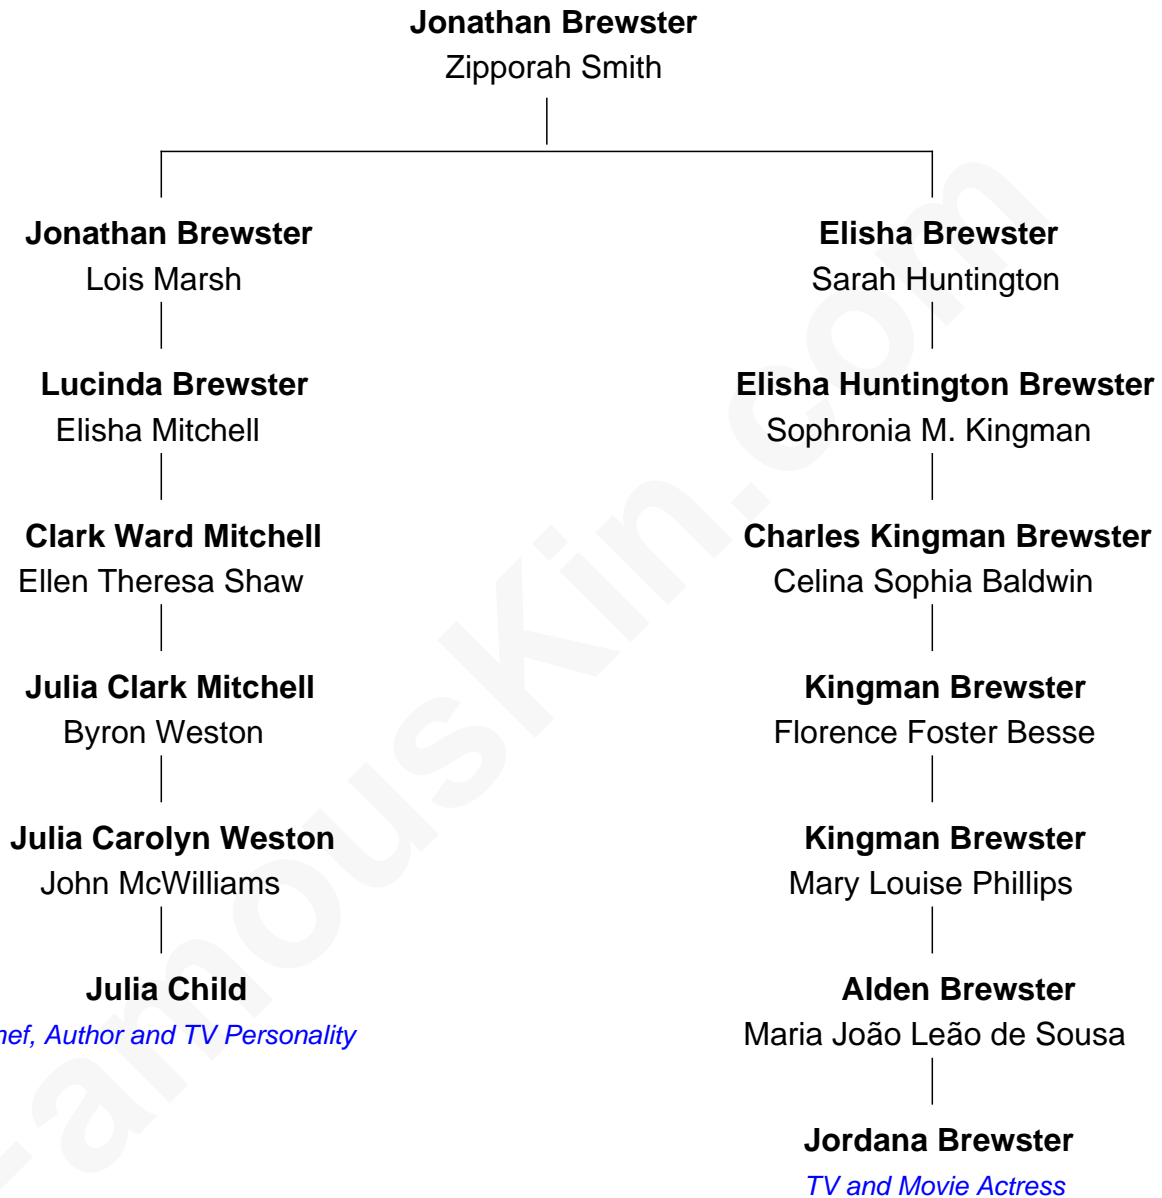 Jonathan Brewster
Zipporah Smith
Jonathan Brewster
Lois Marsh
Elisha Brewster
Sarah Huntington
Lucinda Brewster
Elisha Mitchell
Elisha Huntington Brewster
Sophronia M. Kingman
Clark Ward Mitchell
Ellen Theresa Shaw
Charles Kingman Brewster
Celina Sophia Baldwin
Julia Clark Mitchell
Byron Weston
Kingman Brewster
Florence Foster Besse
Julia Carolyn Weston
John McWilliams
Kingman Brewster
Mary Louise Phillips
Julia Child
Author and TV Personality
Alden Brewster
Maria João Leão de Sousa
Jordana Brewster
TV and Movie Actress
FamousKin.com